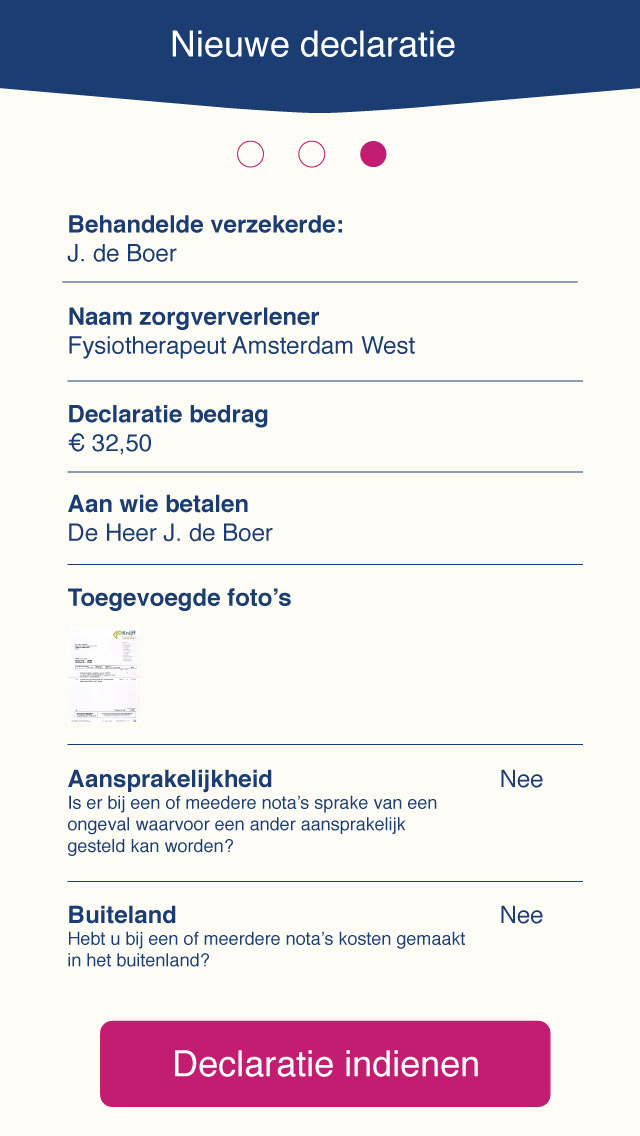 Nieuwe declaratie
Behandelde verzekerde:
J. de Boer
Naam zorgververlener
Fysiotherapeut Amsterdam West
Declaratie bedrag
€ 32,50
Aan wie betalen
De Heer J. de Boer
Toegevoegde foto’s
Knijff
Aansprakelijkheid
Nee
Is er bij een of meedere nota’s sprake van een
ongeval waarvoor een ander aansprakelijk
gesteld kan worden?
Buiteland
Nee
Hebt u bij een of meerdere nota’s kosten gemaakt
in het buitenland?
Declaratie indienen